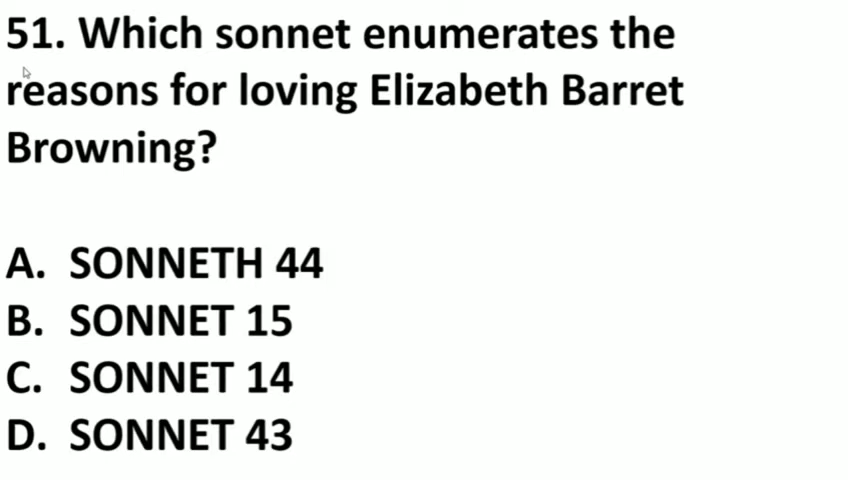 51. Which sonnet enumerates the
reasons for loving Elizabeth Barret
Browning?
A. SONNETH 44
B. SONNET 15
C. SONNET 14
D. SONNET 43